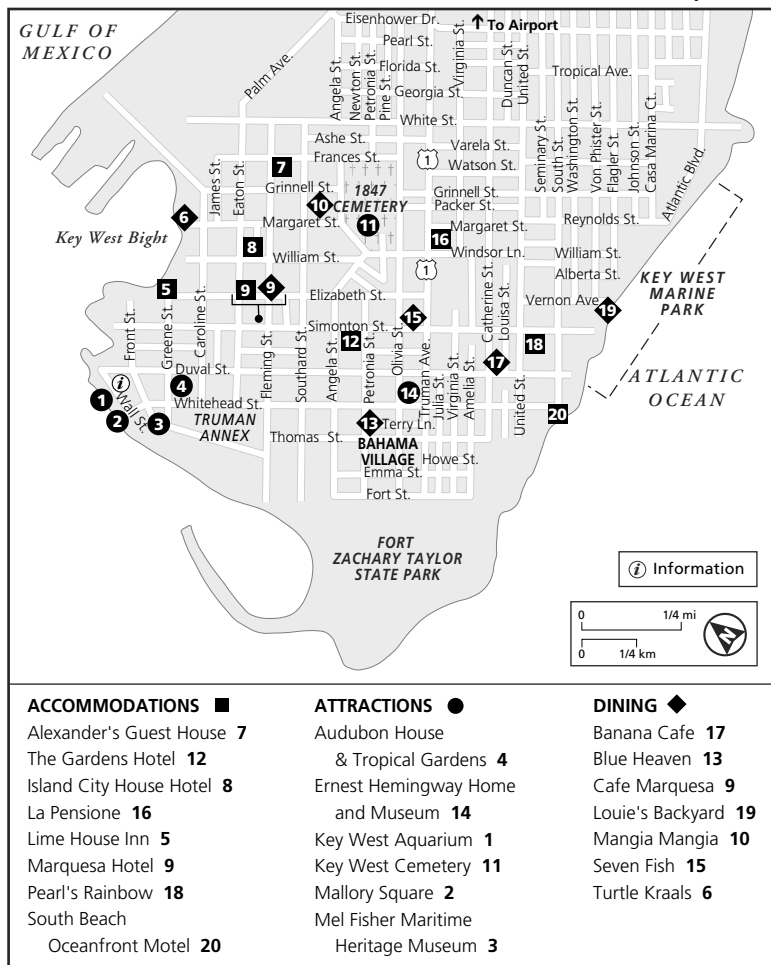 GULF OF
MEXICO
Eisenhower Dr.
To Airport
Pearl St.
Virginia St.
Palm Ave.
Angela St.
Newton St.
Petronia St.
Pine St.
Florida St.
Georgia St.
Duncan St.
United St.
Tropical Ave.
White St.
Ashe St.
Varela St.
Frances St.
1
Watson St.
Seminary St.
South St.
Washington St.
Von Phister St.
Flagler St.
Johnson St.
Casa Marina Ct.
Atlantic Blvd.
James St.
Eaton St.
7
Grinnell St.
1847
CEMETERY
Grinnell St.
Packer St.
6
10
Margaret St.
11
Margaret St.
Reynolds St.
Key West Bight
8
16
William St.
Windsor Ln.
William St.
1
Alberta St.
KEY WEST
MARINE
PARK
5
9
9
Elizabeth St.
Catherine St.
Louisa St.
Vernon Ave.
19
15
Front St.
Greene St.
Caroline St.
Simonton St.
12
18
Fleming St.
Southard St.
Angela St.
Petronia St.
Olivia St.
Truman Ave.
Julia St.
Virginia St.
Amelia St.
17
United St.
ATLANTIC
OCEAN
i
Duval St.
4
14
1
Wall St.
2
3
Whitehead St.
TRUMAN
ANNEX
13
Terry Ln.
20
Thomas St.
BAHAMA
VILLAGE
Howe St.
Emma St.
Fort St.
FORT
ZACHARY TAYLOR
STATE PARK
i Information
0 1/4 mi
0 1/4 km
N
ACCOMMODATIONS
Alexander's Guest House 7
The Gardens Hotel 12
Island City House Hotel 8
La Pensione 16
Lime House Inn 5
Marquesa Hotel 9
Pearl's Rainbow 18
South Beach
Oceanfront Motel 20
ATTRACTIONS
Audubon House
& Tropical Gardens 4
Ernest Hemingway Home
and Museum 14
Key West Aquarium 1
Key West Cemetery 11
Mallory Square 2
Mel Fisher Maritime
Heritage Museum 3
DINING
Banana Cafe 17
Blue Heaven 13
Cafe Marquesa 9
Louie's Backyard 19
Mangia Mangia 10
Seven Fish 15
Turtle Kraals 6